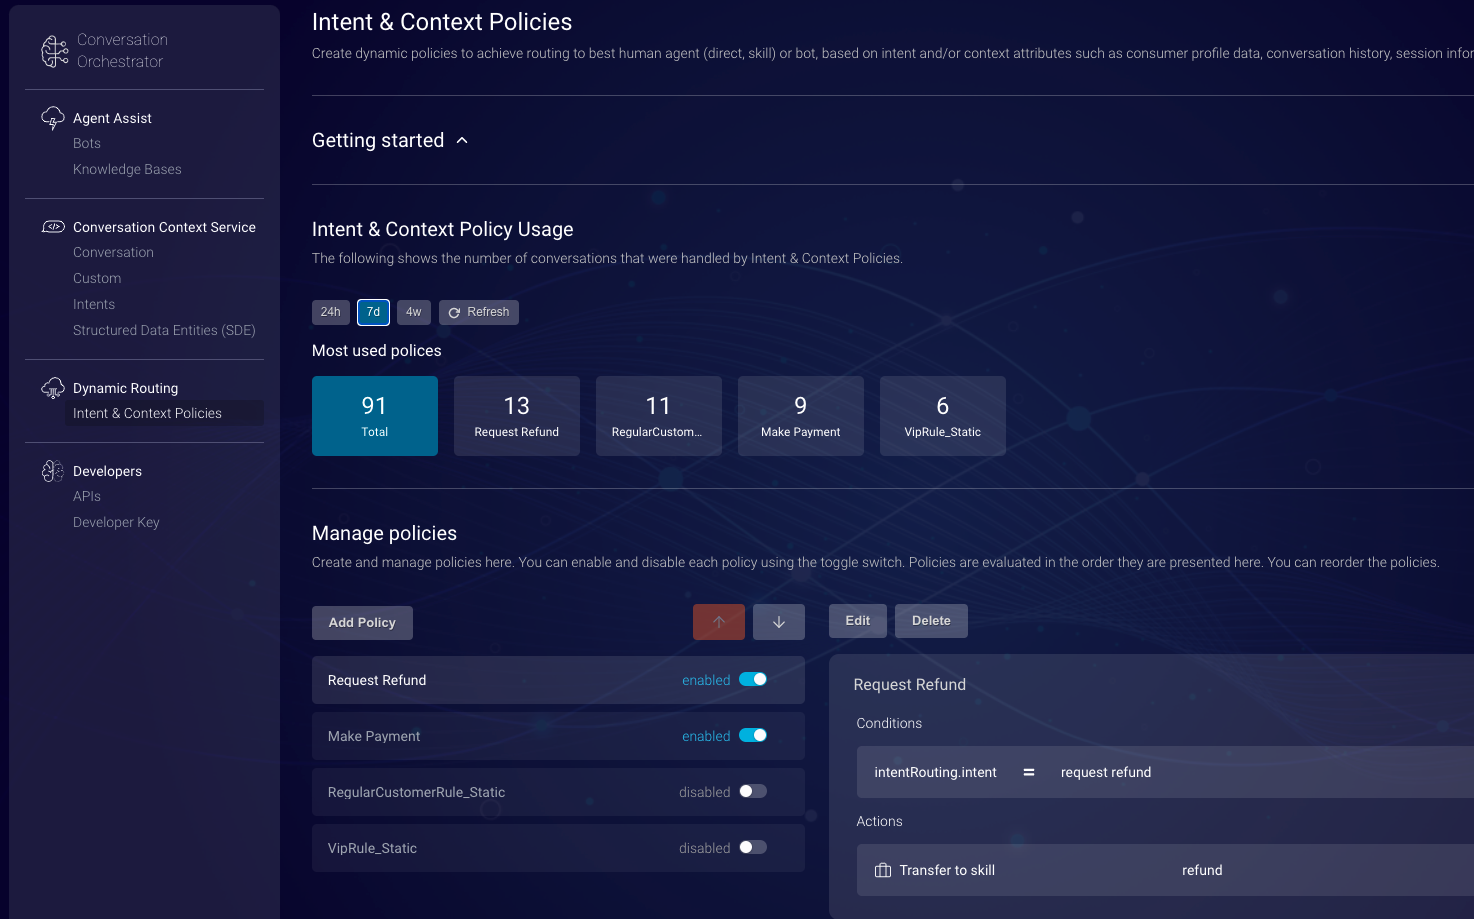 Conversation
Orchestrator
Agent Assist
Bots
Knowledge Bases
Conversation Context Service
Conversation
Custom
Intents
Structured Data Entities (SDE)
Dynamic Routing
Intent & Context Policies
Developers
APIs
Developer Key
Intent & Context Policies
Create dynamic policies to achieve routing to best human agent (direct, skill) or bot, based on intent and/or context attributes such as consumer profile data, conversation history, session infor
Getting started
Intent & Context Policy Usage
The following shows the number of conversations that were handled by Intent & Context Policies.
24h 7d 4w Refresh
Most used polices
91 13 11 9 6
Total Request Refund RegularCustom... Make Payment VipRule_Static
Manage policies
Create and manage policies here. You can enable and disable each policy using the toggle switch. Policies are evaluated in the order they are presented here. You can reorder the policies.
Add Policy
Request Refund enabled
Make Payment enabled
RegularCustomerRule_Static disabled
VipRule_Static disabled
Edit Delete
Request Refund
Conditions
intentRouting.intent = request refund
Actions
Transfer to skill refund